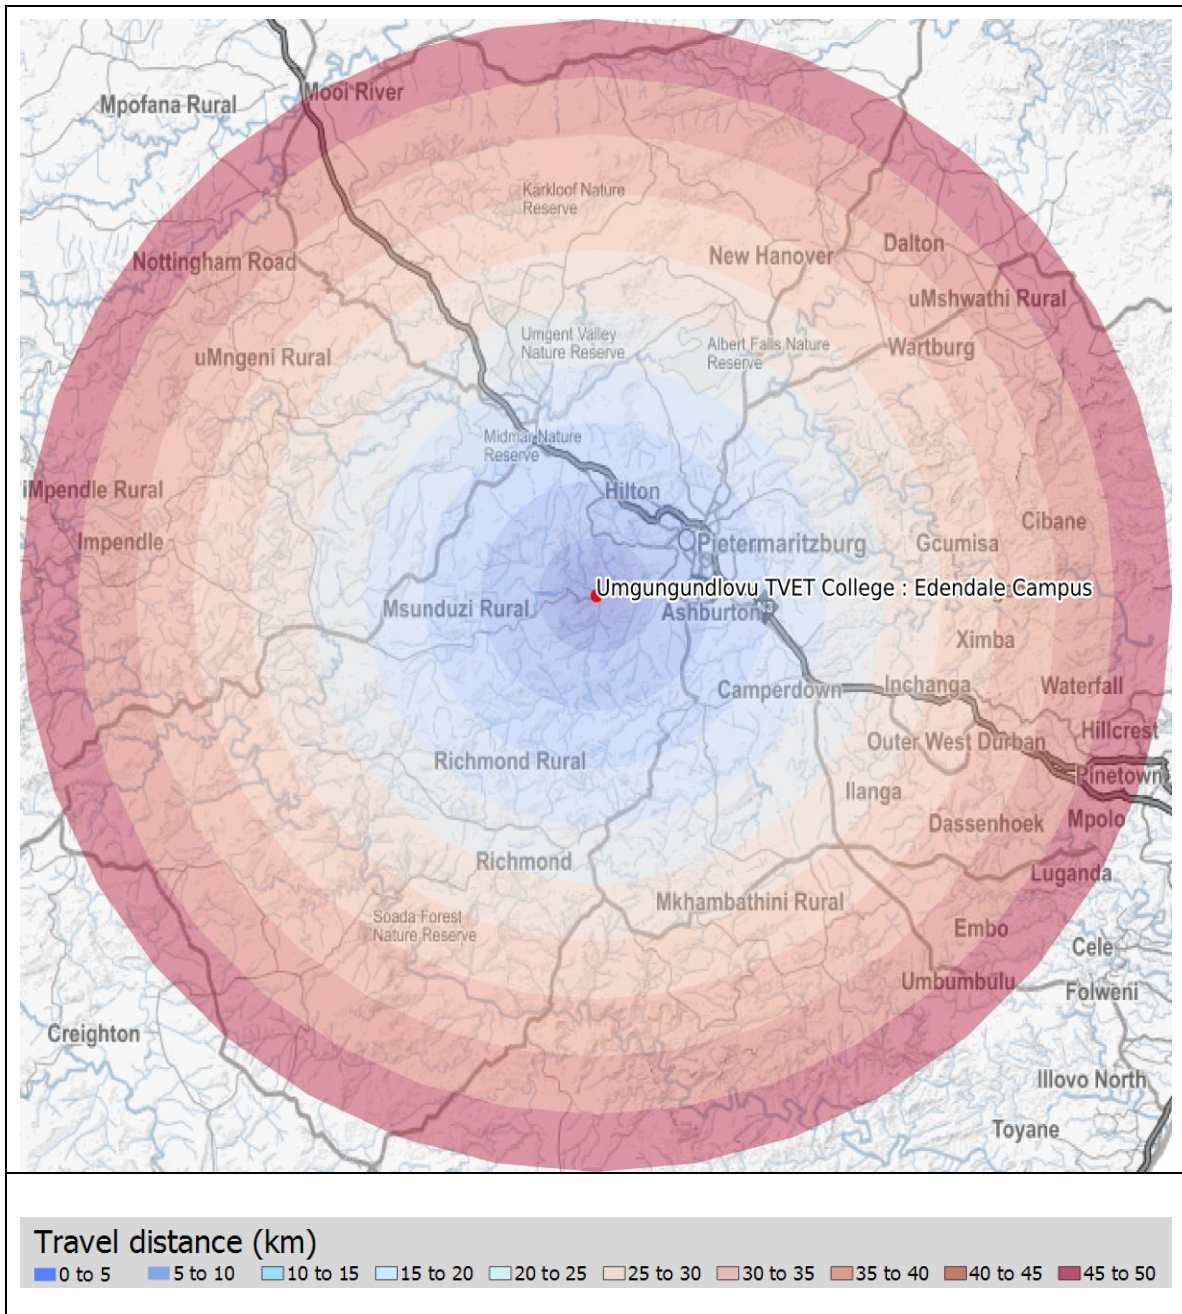 Mooi River
Mpofana Rural
Karkloof Nature
Reserve
Dalton
New Hanover
Nottingham Road
uMshwathi Rural
Umgent Valley
Nature Reserve
Albert Falls Nature
Reserve
Wartburg
uMngeni Rural
Midmar Nature
Reserve
iMpendle Rural
Hilton
Cibane
Impendle
Pietermaritzburg
Gcumisa
Umgungundlovu TVET College : Edendale Campus
Msunduzi Rural
Ashburton
Ximba
Camperdown
Inchanga
Waterfall
Hillcrest
Outer West Durban
Richmond Rural
Pinetown
Ilanga
Dassenhoek
Mpolo
Richmond
Luganda
Mkhambathini Rural
Soada Forest
Nature Reserve
Embo
Cele
Umbumbulu
Folweni
Creighton
Illovo North
Toyane
Travel distance (km)
0 to 5 5 to 10 10 to 15 15 to 20 20 to 25 25 to 30 30 to 35 35 to 40 40 to 45 45 to 50